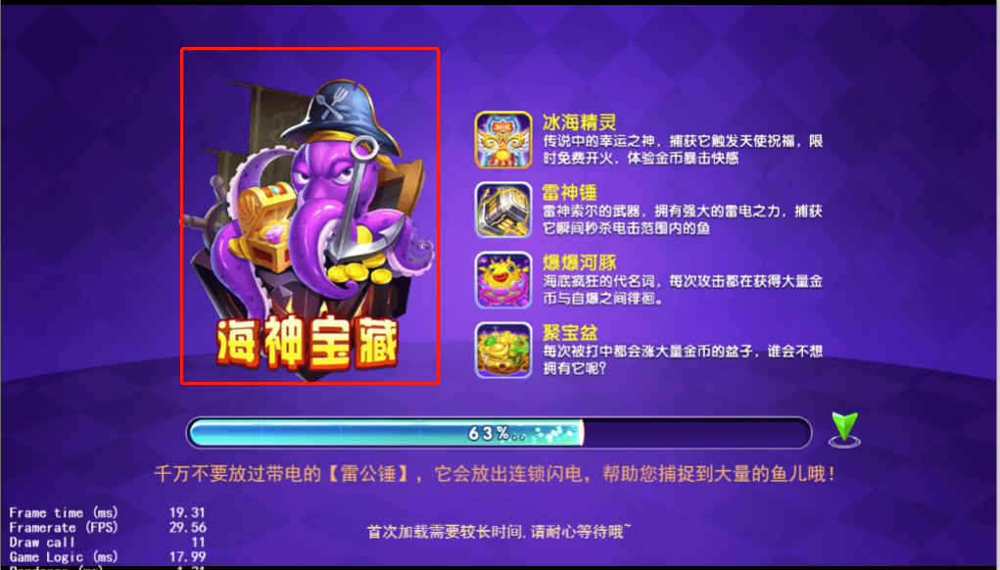 海神宝藏
冰海精灵
传说中的幸运之神，捕获它触发天使祝福，限
时免费开火，体验金币暴击快感
雷神锤
雷神索尔的武器，拥有强大的雷电之力，捕获
它瞬间秒杀电击范围内的鱼
爆爆河豚
海底疯狂的代名词，每次攻击都在获得大量金
币与自爆之间徘徊。
聚宝盆
每次被打中都会涨大量金币的盆子，谁会不想
拥有它呢？
63%..
千万不要放过带电的【雷公锤】，它会放出连锁闪电，帮助您捕捉到大量的鱼儿哦！
首次加载需要较长时间,请耐心等待哦~
Frame time (ms) 19.31
Framerate (FPS) 29.56
Draw call 11
Game Logic (ms) 17.99